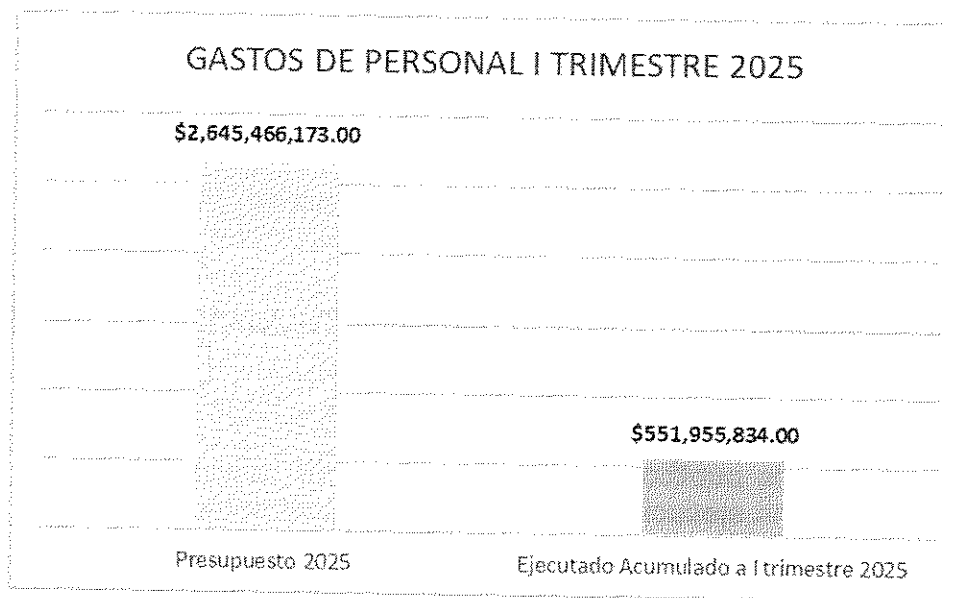 GASTOS DE PERSONAL I TRIMESTRE 2025
$2,645,466,173.00
$551,955,834.00
Presupuesto 2025
Ejecutado Acumulado a I trimestre 2025